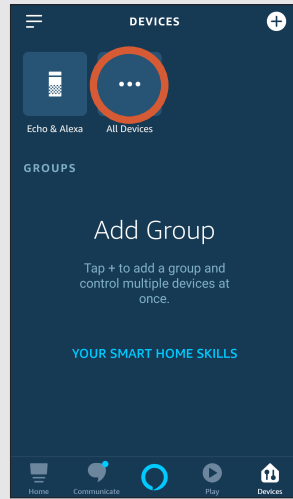 DEVICES
Echo & Alexa
All Devices
GROUPS
Add Group
Tap + to add a group and
control multiple devices at
once.
YOUR SMART HOME SKILLS
Home
Communicate
Play
Devices